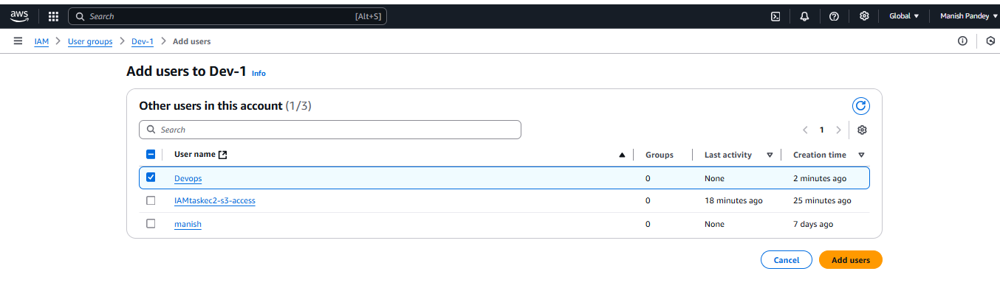 aws Search [Alt+S] Global Manish Pandey
IAM > User groups > Dev-1 > Add users
Add users to Dev-1 Info
Other users in this account (1/3)
Search 1
User name Groups Last activity Creation time
Devops 0 None 2 minutes ago
IAMtaskec2-s3-access 0 18 minutes ago 25 minutes ago
manish 0 None 7 days ago
Cancel Add users